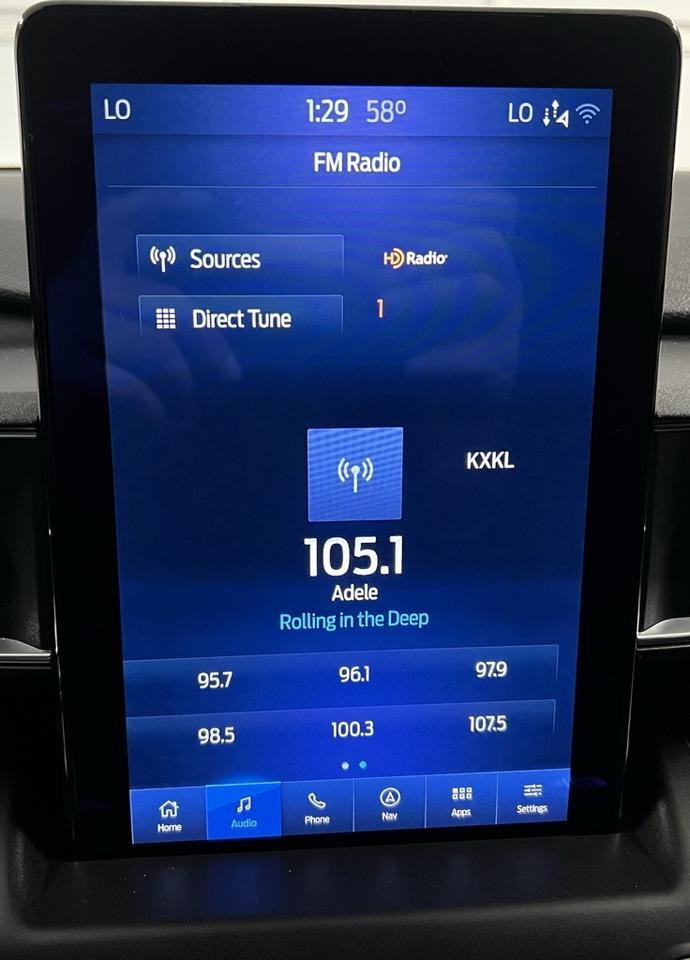 LO 1:29 58° LO
FM Radio
Sources
HD Radio
Direct Tune
1
KXKL
105.1
Adele
Rolling in the Deep
95.7 96.1 97.9
98.5 100.3 107.5
Home Audio Phone Nav Apps Settings